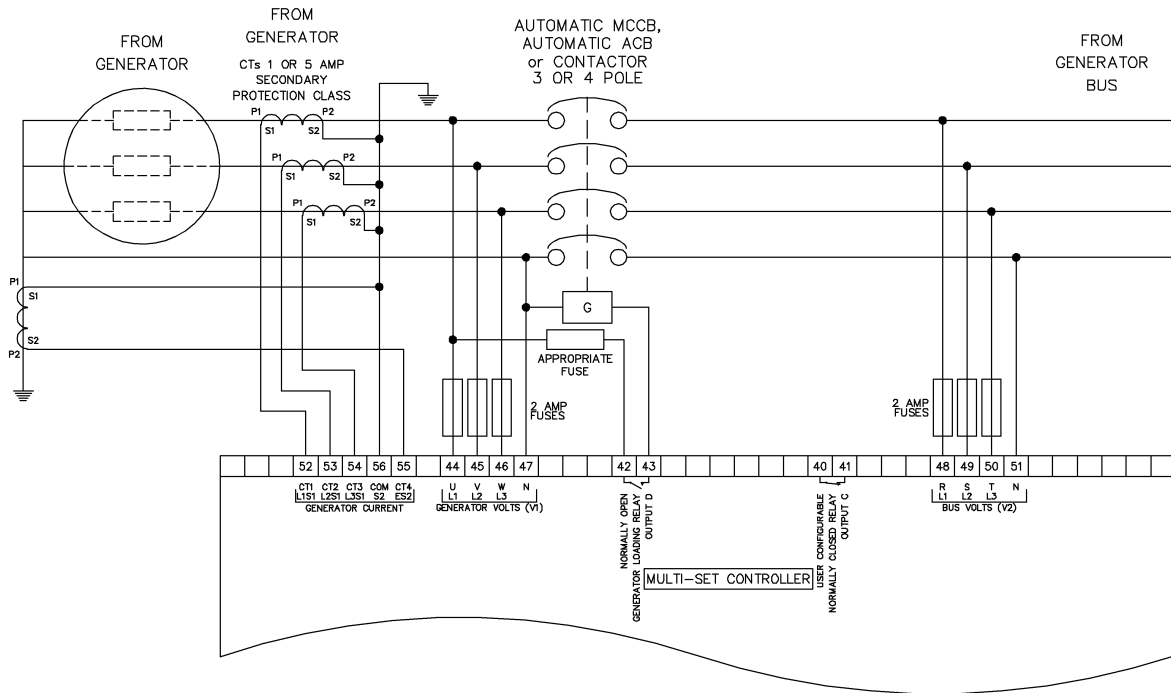 FROM
GENERATOR
FROM
GENERATOR
CTs 1 OR 5 AMP
SECONDARY
PROTECTION CLASS
AUTOMATIC MCCB,
AUTOMATIC ACB
or CONTACTOR
3 OR 4 POLE
FROM
GENERATOR
BUS
P1
P2
S1
S2
P1
P2
S1
S2
P1
P2
S1
S2
P1
S1
S2
P2
G
APPROPRIATE
FUSE
2 AMP
FUSES
2 AMP
FUSES
52 53 54 56 55 44 45 46 47 42 43 40 41 48 49 50 51
CT1 CT2 CT3 COM CT4
L1S1 L2S1 L3S1 S2 ES2
GENERATOR CURRENT
U V W N
L1 L2 L3
GENERATOR VOLTS (V1)
NORMALLY OPEN
GENERATOR LOADING RELAY
OUTPUT D
USER CONFIGURABLE
NORMALLY CLOSED RELAY
OUTPUT C
R S T N
L1 L2 L3
BUS VOLTS (V2)
MULTI-SET CONTROLLER